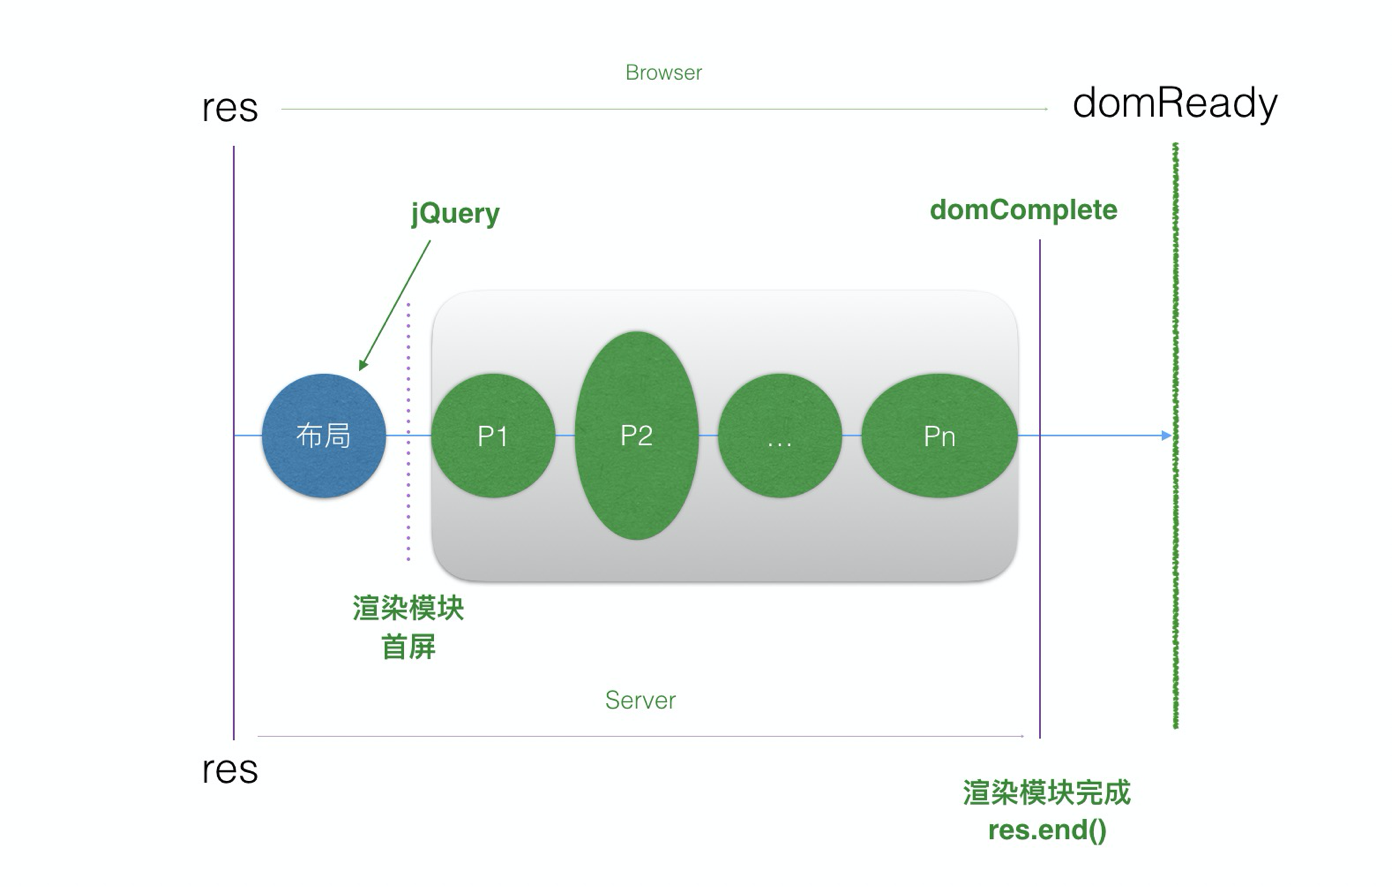 Browser
res
domReady
jQuery
domComplete
布局
P1
P2
...
Pn
渲染模块
首屏
Server
res
渲染模块完成
res.end()